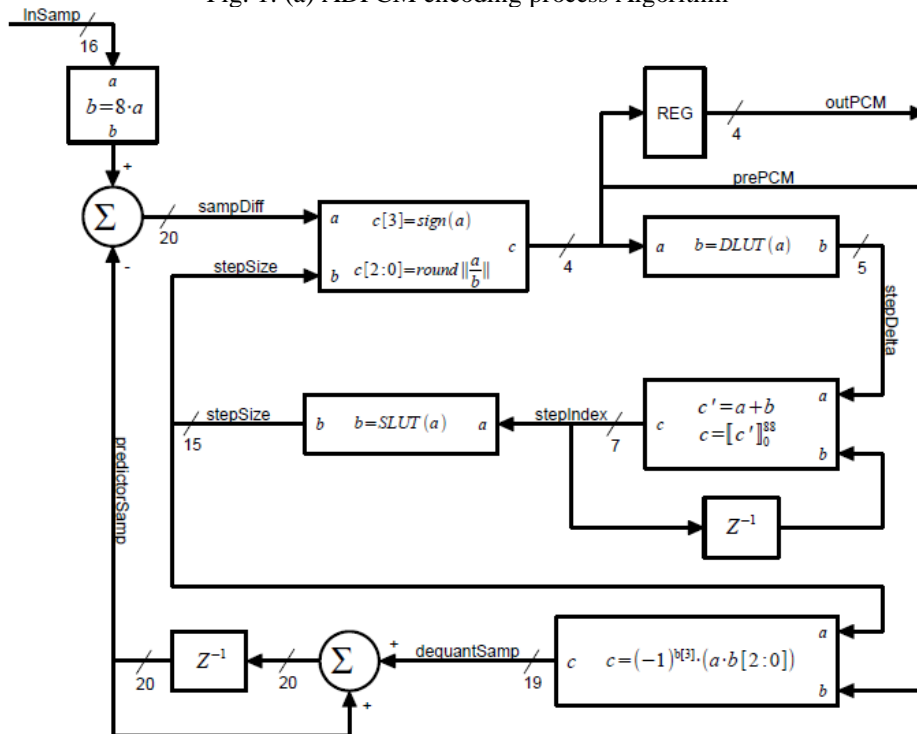 Fig. 1. (a) ADPCM encoding process Algorithm
InSamp
16
a
b=8·a
b
+
Σ
-
sampDiff
20
a
c[3]=sign(a)
b
c[2:0]=round‖a/b‖
c
4
REG
outPCM
4
prePCM
a
b=DLUT(a)
b
5
stepDelta
stepSize
stepSize
15
b
b=SLUT(a)
a
stepIndex
7
c
c'=a+b
c=⟦c'⟧₀⁸⁸
a
b
Z⁻¹
predictorSamp
20
Z⁻¹
20
Σ
+
+
dequantSamp
19
c
c=(−1)ᵇ[³]·(a·b[2:0])
a
b